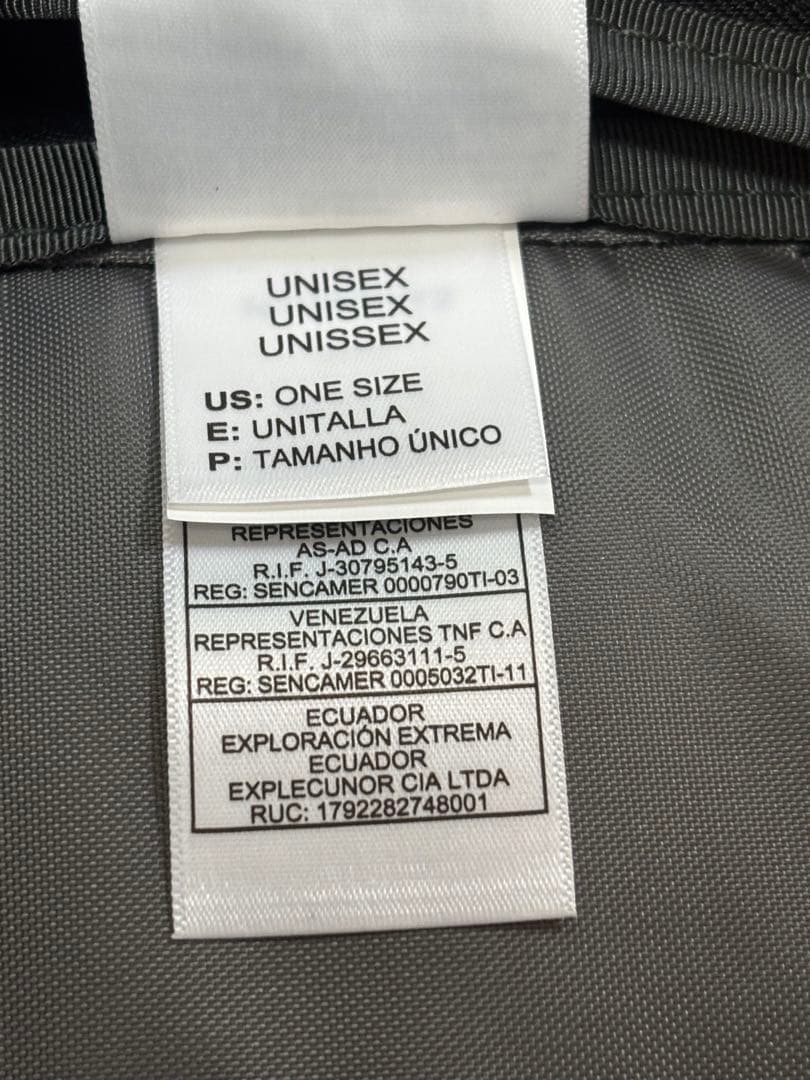 UNISEX
UNISEX
UNISSEX
US: ONE SIZE
E: UNITALLA
P: TAMANHO ÚNICO
REPRESENTACIONES
AS-AD C.A
R.I.F. J-30795143-5
REG: SENCAMER 0000790TI-03
VENEZUELA
REPRESENTACIONES TNF C.A
R.I.F. J-29663111-5
REG: SENCAMER 0005032TI-11
ECUADOR
EXPLORACIÓN EXTREMA
ECUADOR
EXPLECUNOR CIA LTDA
RUC: 1792282748001